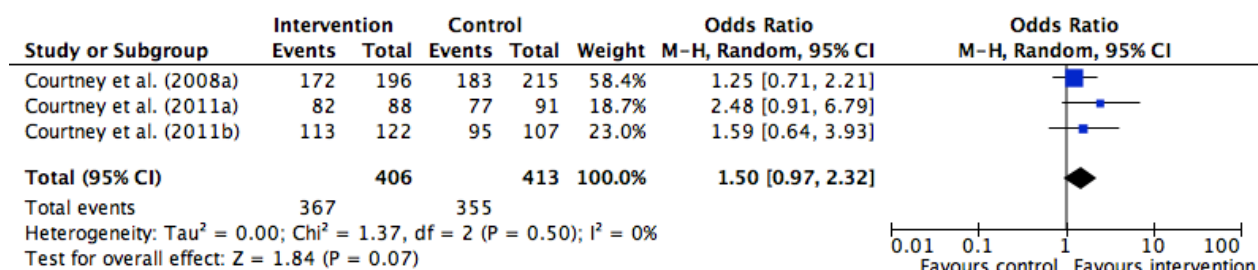 Intervention Control Odds Ratio Odds Ratio
Study or Subgroup Events Total Events Total Weight M-H, Random, 95% CI M-H, Random, 95% CI
Courtney et al. (2008a) 172 196 183 215 58.4% 1.25 [0.71, 2.21]
Courtney et al. (2011a) 82 88 77 91 18.7% 2.48 [0.91, 6.79]
Courtney et al. (2011b) 113 122 95 107 23.0% 1.59 [0.64, 3.93]
Total (95% CI) 406 413 100.0% 1.50 [0.97, 2.32]
Total events 367 355
Heterogeneity: Tau² = 0.00; Chi² = 1.37, df = 2 (P = 0.50); I² = 0%
Test for overall effect: Z = 1.84 (P = 0.07)
0.01 0.1 1 10 100
Favours control Favours intervention